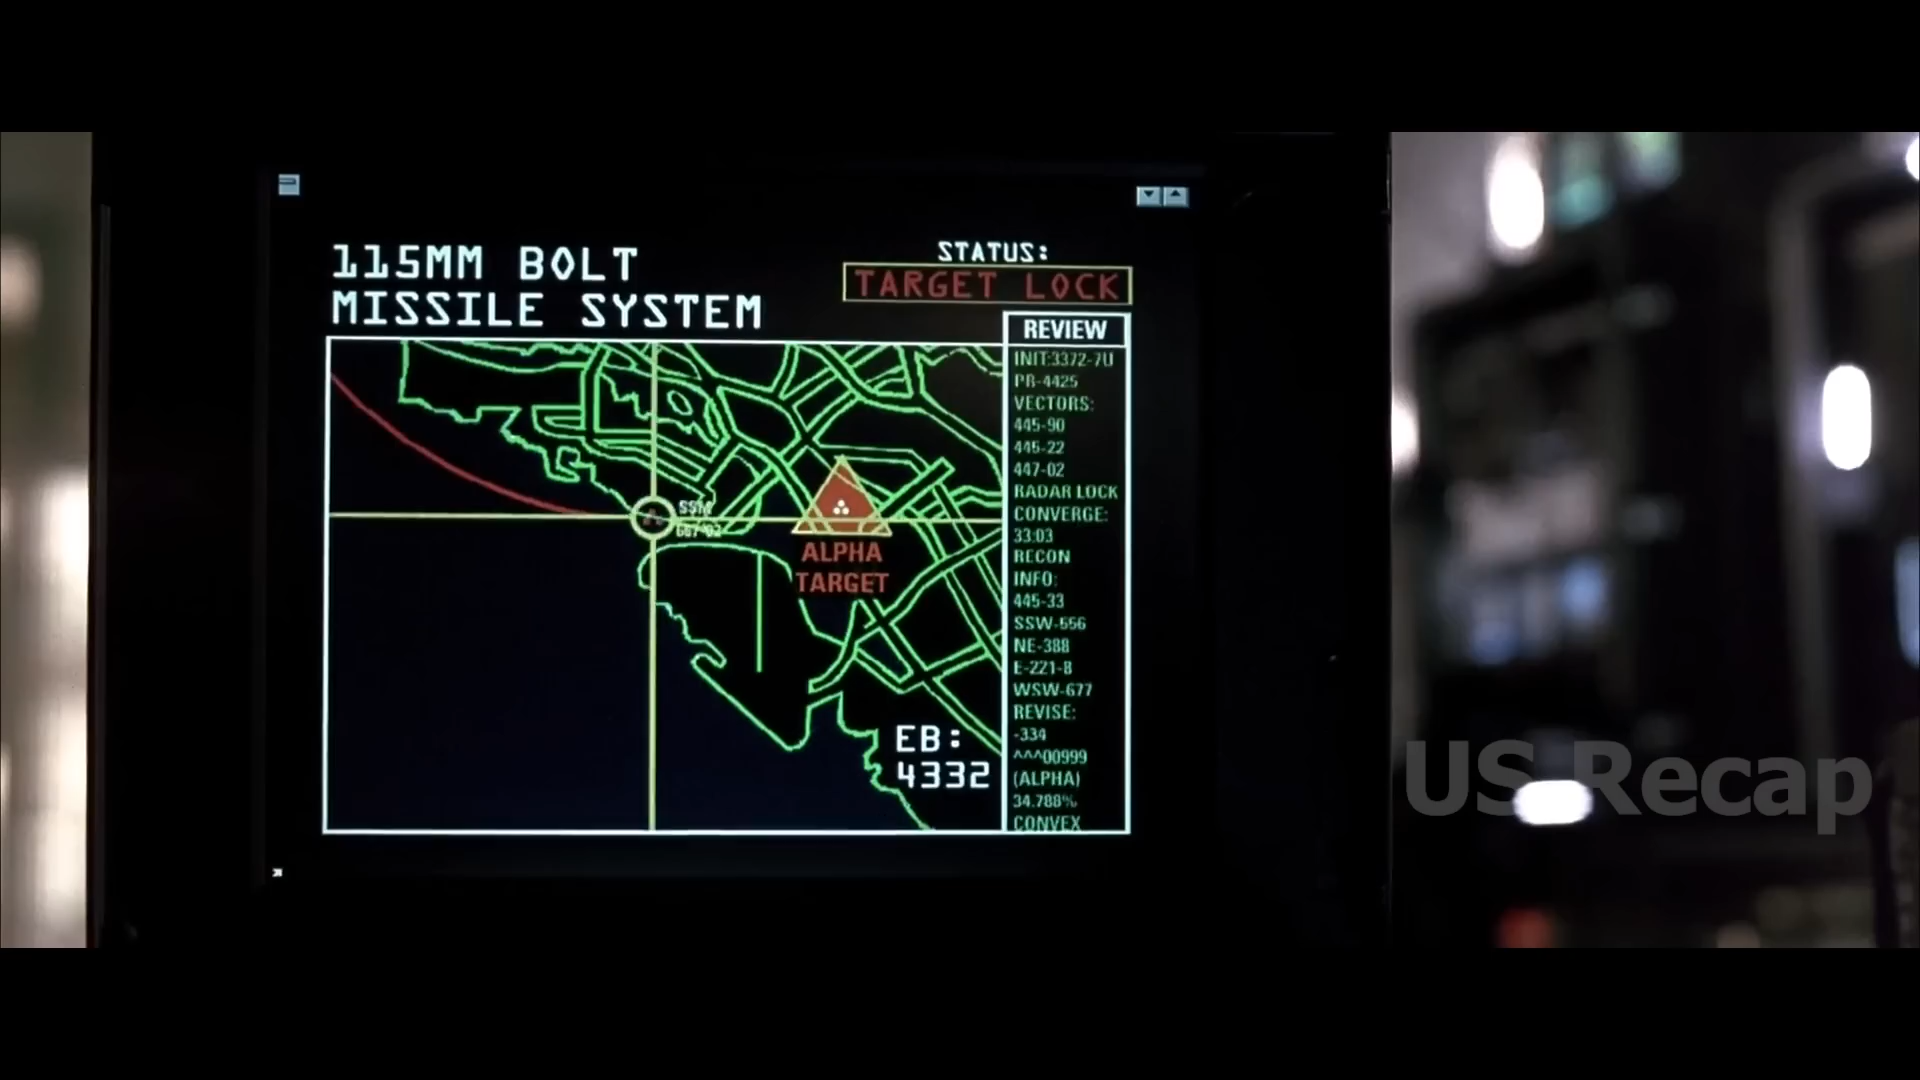 115MM BOLT
MISSILE SYSTEM
STATUS:
TARGET LOCK
REVIEW
INIT:3372-7U
PR-4425
VECTORS:
445-90
445-22
447-02
RADAR LOCK
CONVERGE:
33:03
RECON
INFO:
445-33
SSW-556
NE-388
E-221-B
WSW-677
REVISE:
-334
^^^00999
(ALPHA)
34.788%
CONVEX
SSM
ALPHA
TARGET
EB:
4332
US Recap